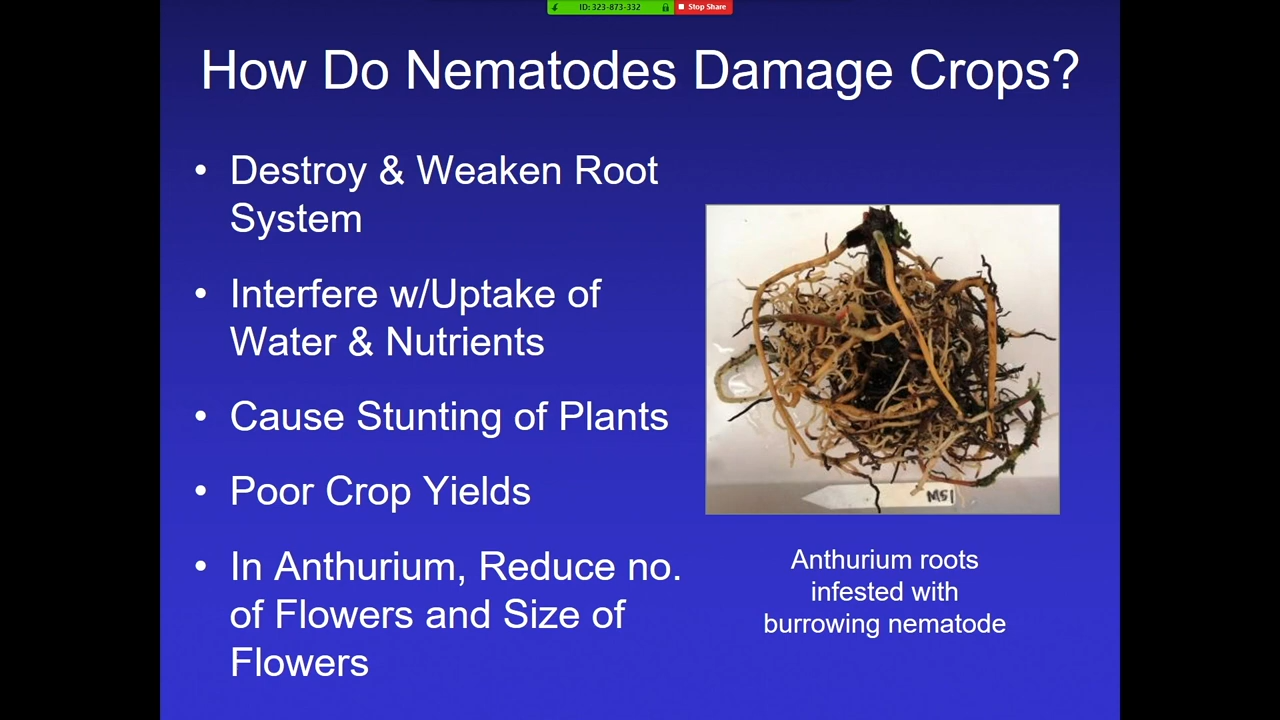 ID: 323-873-332
Stop Share
How Do Nematodes Damage Crops?
• Destroy & Weaken Root
System
• Interfere w/Uptake of
Water & Nutrients
• Cause Stunting of Plants
• Poor Crop Yields
• In Anthurium, Reduce no.
of Flowers and Size of
Flowers
MSI
Anthurium roots
infested with
burrowing nematode